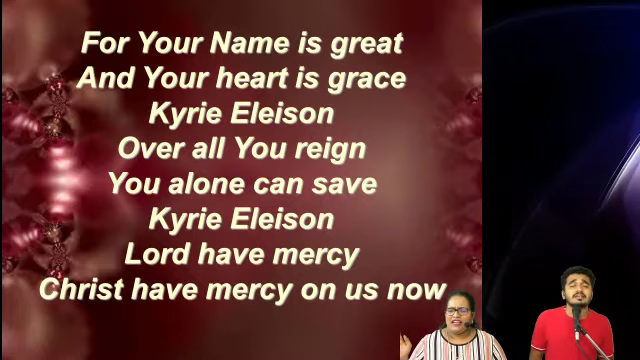 For Your Name is great
And Your heart is grace
Kyrie Eleison
Over all You reign
You alone can save
Kyrie Eleison
Lord have mercy
Christ have mercy on us now